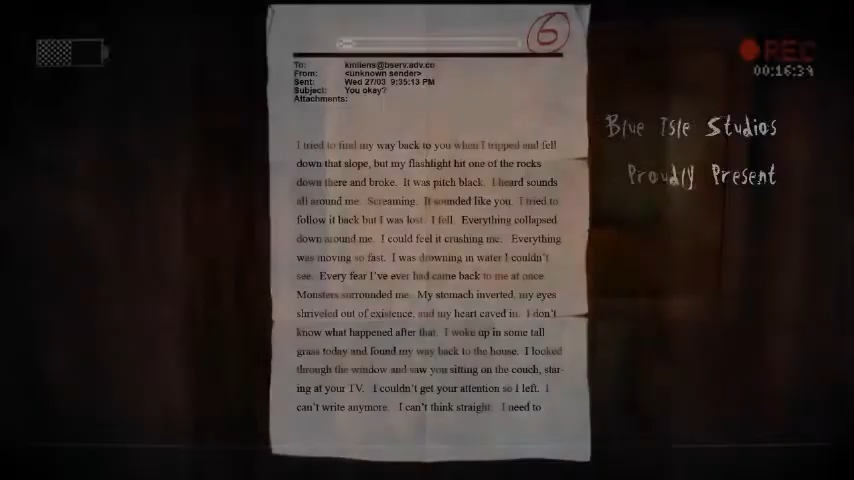 6
To: kmilens@bserv.adv.co
From: <unknown sender>
Sent: Wed 27/03 9:35:13 PM
Subject: You okay?
Attachments:
I tried to find my way back to you when I tripped and fell
down that slope, but my flashlight hit one of the rocks
down there and broke. It was pitch black. I heard sounds
all around me. Screaming. It sounded like you. I tried to
follow it back but I was lost. I fell. Everything collapsed
down around me. I could feel it crushing me. Everything
was moving so fast. I was drowning in water I couldn't
see. Every fear I've ever had came back to me at once.
Monsters surrounded me. My stomach inverted, my eyes
shriveled out of existence, and my heart caved in. I don't
know what happened after that. I woke up in some tall
grass today and found my way back to the house. I looked
through the window and saw you sitting on the couch, star-
ing at your TV. I couldn't get your attention so I left. I
can't write anymore. I can't think straight. I need to
REC
00:16:39
Blue Isle Studios
Proudly Present